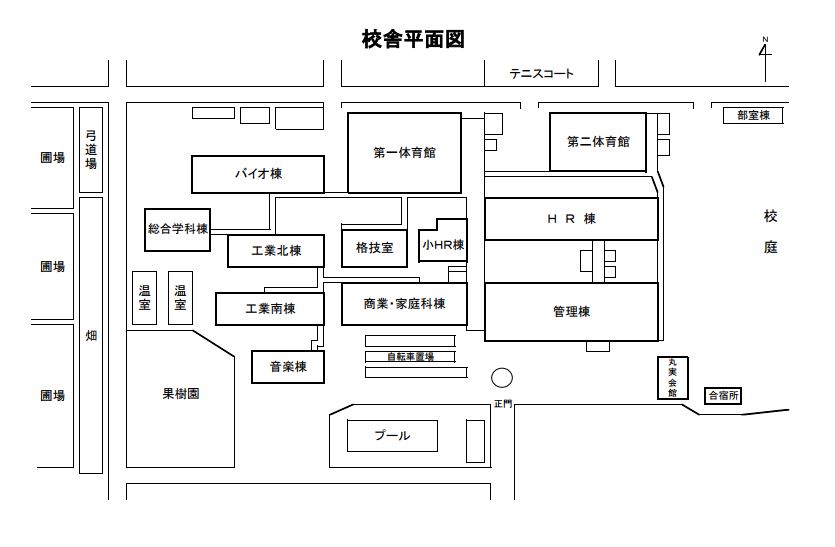 校舎平面図
N
テニスコート
部室棟
弓道場
圃場
第一体育館
第二体育館
バイオ棟
総合学科棟
HR棟
校庭
工業北棟
格技室
小HR棟
圃場
温室
温室
工業南棟
商業・家庭科棟
管理棟
畑
自転車置場
音楽棟
丸実会館
圃場
果樹園
合宿所
正門
プール